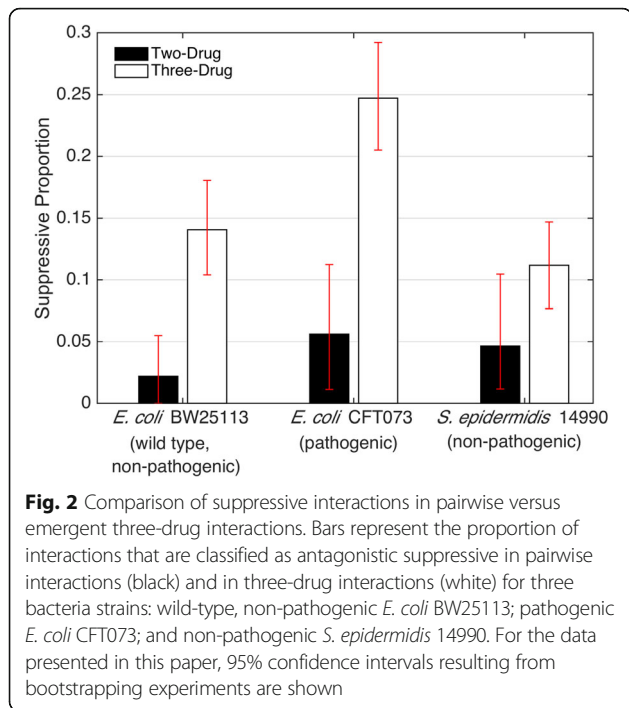 0.3
Two-Drug
Three-Drug
0.25
0.2
0.15
0.1
0.05
0
Suppressive Proportion
E. coli BW25113
(wild type,
non-pathogenic)
E. coli CFT073
(pathogenic)
S. epidermidis 14990
(non-pathogenic)
Fig. 2 Comparison of suppressive interactions in pairwise versus
emergent three-drug interactions. Bars represent the proportion of
interactions that are classified as antagonistic suppressive in pairwise
interactions (black) and in three-drug interactions (white) for three
bacteria strains: wild-type, non-pathogenic E. coli BW25113; pathogenic
E. coli CFT073; and non-pathogenic S. epidermidis 14990. For the data
presented in this paper, 95% confidence intervals resulting from
bootstrapping experiments are shown